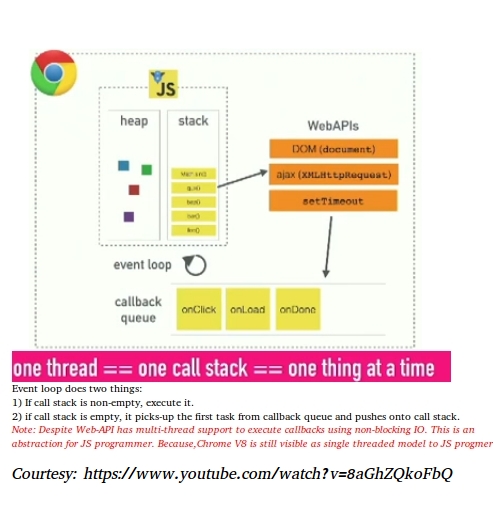 JS
heap
stack
WebAPIs
DOM (document)
ajax (XMLHttpRequest)
setTimeout
event loop
callback
queue
onClick
onLoad
onDone
one thread == one call stack == one thing at a time
Event loop does two things:
1) If call stack is non-empty, execute it.
2) if call stack is empty, it picks-up the first task from callback queue and pushes onto call stack.
Note: Despite Web-API has multi-thread support to execute callbacks using non-blocking IO. This is an
abstraction for JS programmer. Because,Chrome V8 is still visible as single threaded model to JS progmer
Courtesy: https://www.youtube.com/watch?v=8aGhZQkoFbQ